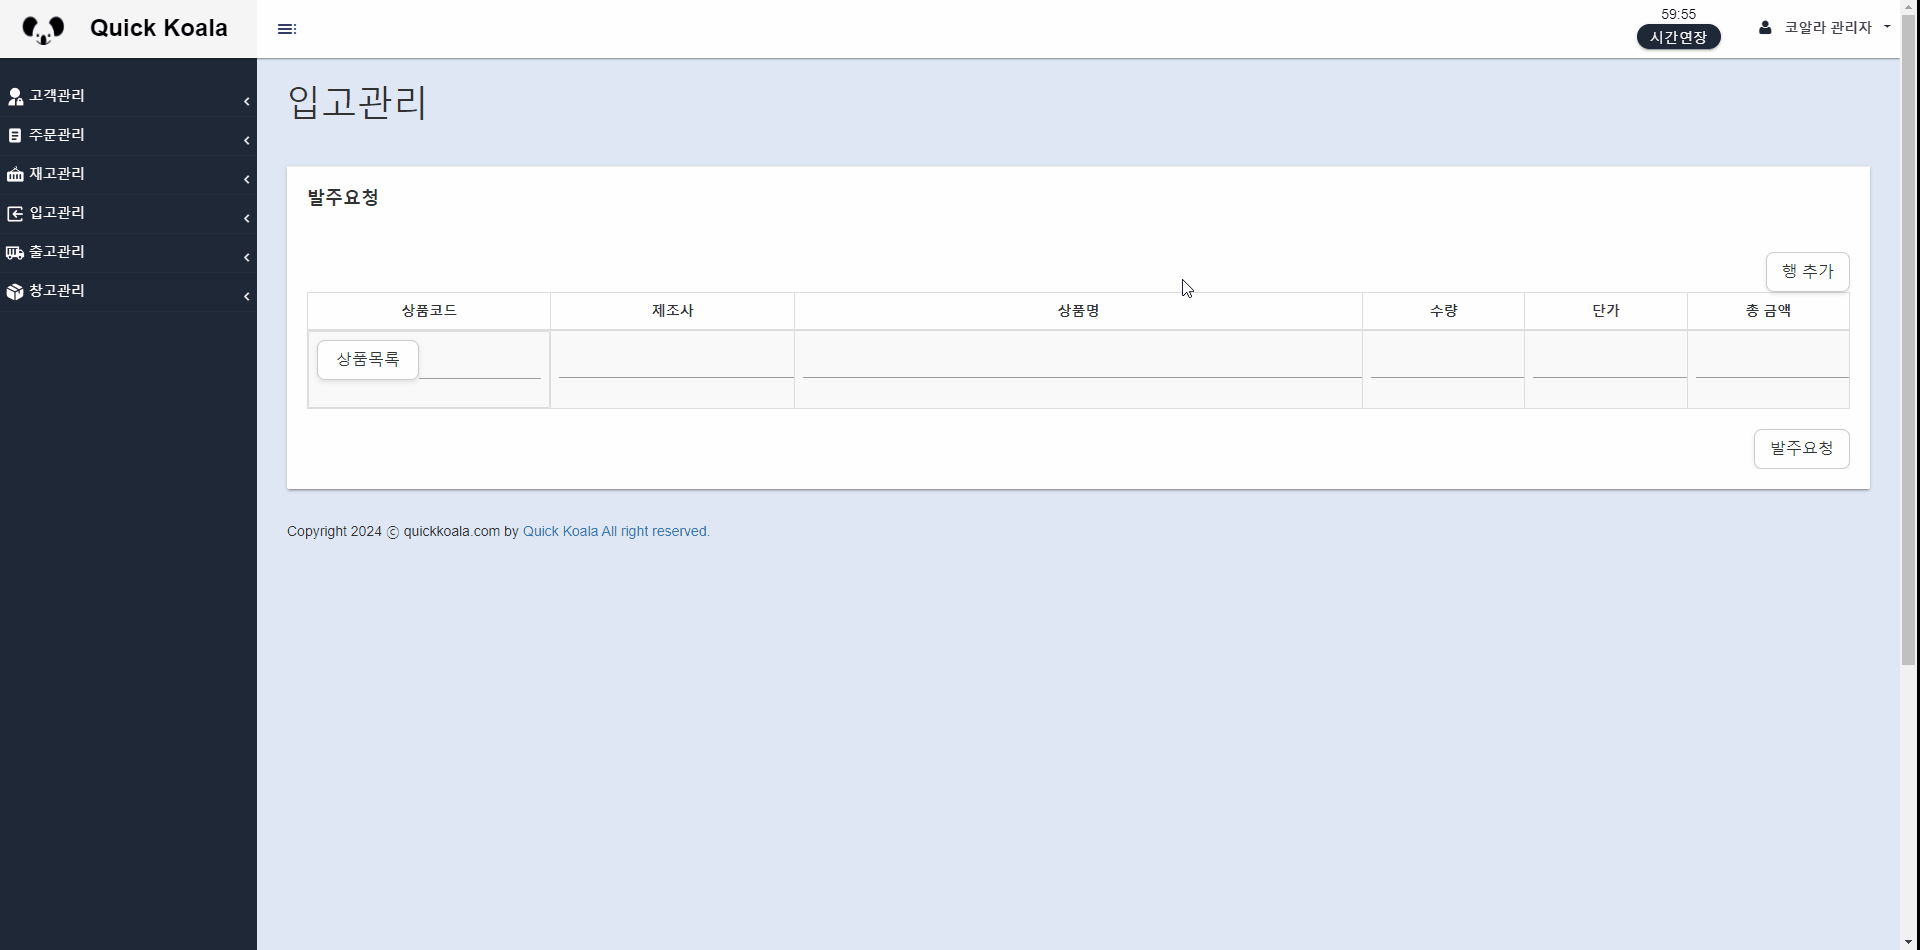 Quick Koala
59:55
시간연장
코알라 관리자
고객관리
주문관리
재고관리
입고관리
출고관리
창고관리
입고관리
발주요청
행 추가
상품코드 제조사 상품명 수량 단가 총 금액
상품목록
발주요청
Copyright 2024 ⓒ quickkoala.com by Quick Koala All right reserved.